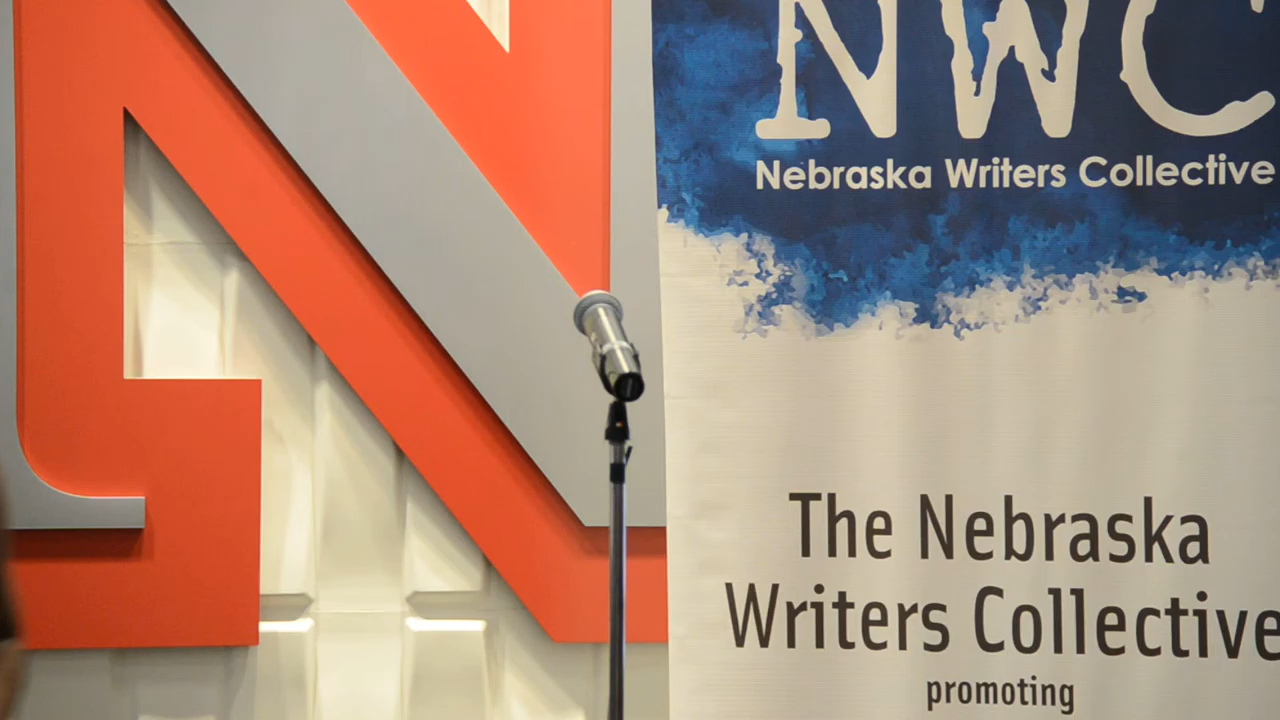 N
NWC
Nebraska Writers Collective
The Nebraska
Writers Collective
promoting